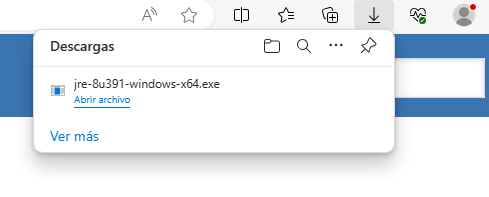 Descargas
jre-8u391-windows-x64.exe
Abrir archivo
Ver más